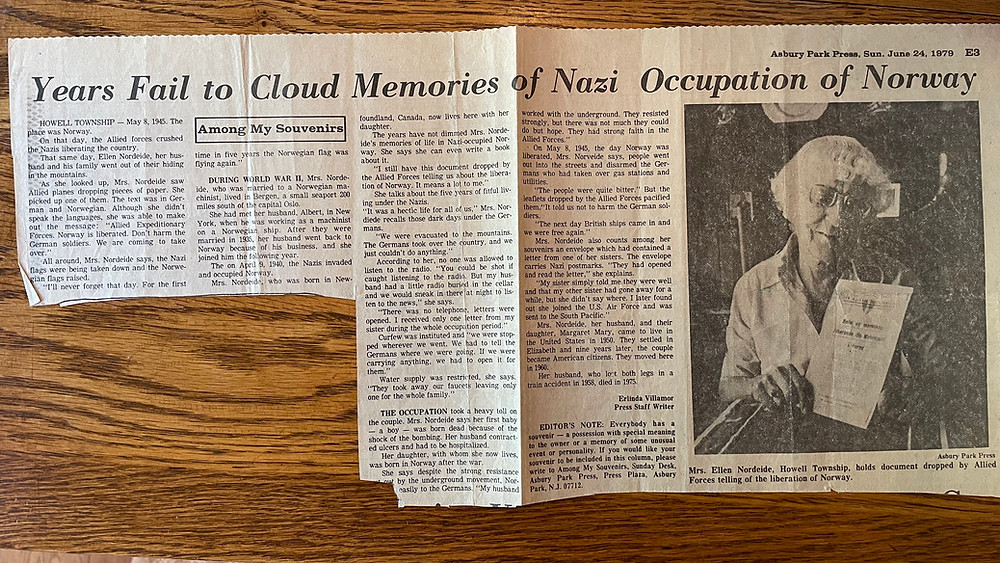 Asbury Park Press, Sun. June 24, 1979 E3
Years Fail to Cloud Memories of Nazi Occupation of Norway
HOWELL TOWNSHIP — May 8, 1945. The
place was Norway.
On that day, the Allied forces crushed
the Nazis liberating the country.
That same day, Ellen Nordeide, her hus-
band and his family went out of their hiding
in the mountains.
"As she looked up, Mrs. Nordeide saw
Allied planes dropping pieces of paper. She
picked up one of them. The text was in Ger-
man and Norwegian. Although she didn't
speak the languages, she was able to make
out the message: "Allied Expeditionary
Forces. Norway is liberated. Don't harm the
German soldiers. We are coming to take
over."
All around, Mrs. Nordeide says, the Nazi
flags were being taken down and the Norwe-
gian flags raised.
"I'll never forget that day. For the first
Among My Souvenirs
time in five years the Norwegian flag was
flying again."
DURING WORLD WAR II, Mrs. Norde-
ide, who was married to a Norwegian ma-
chinist, lived in Bergen, a small seaport 200
miles south of the capital Oslo.
She had met her husband, Albert, in New
York, when he was working as a machinist
on a Norwegian ship. After they were
married in 1935, her husband went back to
Norway because of his business, and she
joined him the following year.
The on April 9, 1940, the Nazis invaded
and occupied Norway.
Mrs. Nordeide, who was born in New-
foundland, Canada, now lives here with her
daughter.
The years have not dimmed Mrs. Norde-
ide's memories of life in Nazi-occupied Nor-
way. She says she can even write a book
about it.
"I still have this document dropped by
the Allied Forces telling us about the libera-
tion of Norway. It means a lot to me."
She talks about the five years of fitful liv-
ing under the Nazis.
"It was a hectic life for all of us," Mrs. Nor-
diede recalls those dark days under the Ger-
mans.
"We were evacuated to the mountains.
The Germans took over the country, and we
just couldn't do anything."
According to her, no one was allowed to
listen to the radio. "You could be shot if
caught listening to the radio. But my hus-
band had a little radio buried in the cellar
and we would sneak in there at night to lis-
ten to the news," she says.
"There was no telephone, letters were
opened. I received only one letter from my
sister during the whole occupation period."
Curfew was instituted and "we were stop-
ped wherever we went. We had to tell the
Germans where we were going. If we were
carrying anything, we had to open it for
them."
Water supply was restricted, she says.
"They took away our faucets leaving only
one for the whole family."
THE OCCUPATION took a heavy toll on
the couple. Mrs. Nordeide says her first baby
— a boy — was born dead because of the
shock of the bombing. Her husband contract-
ed ulcers and had to be hospitalized.
Her daughter, with whom she now lives,
was born in Norway after the war.
She says despite the strong resistance
out by the underground movement, Nor-
easily to the Germans. "My husband
worked with the underground. They resisted
strongly, but there was not much they could
do but hope. They had strong faith in the
Allied Forces."
On May 8, 1945, the day Norway was
liberated, Mrs. Norveide says, people went
out into the streets and disarmed the Ger-
mans who had taken over gas stations and
utilities.
"The people were quite bitter." But the
leaflets dropped by the Allied Forces pacified
them. "It told us not to harm the German sol-
diers.
"The next day British ships came in and
we were free again."
Mrs. Nordeide also counts among her
souvenirs an envelope which had contained a
letter from one of her sisters. The envelope
carries Nazi postmarks. "They had opened
and read the letter," she explains.
"My sister simply told me they were well
and that my other sister had gone away for a
while, but she didn't say where. I later found
out she joined the U.S. Air Force and was
sent to the South Pacific."
Mrs. Nordeide, her husband, and their
daughter, Margaret Mary, came to live in
the United States in 1950. They settled in
Elizabeth and nine years later, the couple
became American citizens. They moved here
in 1960.
Her husband, who lost both legs in a
train accident in 1958, died in 1975.
Erlinda Villamor
Press Staff Writer
EDITOR'S NOTE: Everybody has a
souvenir — a possession with special meaning
to the owner or a memory of some unusual
event or personality. If you would like your
souvenir to be included in this column, please
write to Among My Souvenirs, Sunday Desk,
Asbury Park Press, Press Plaza, Asbury
Park, N.J. 07712.
Asbury Park Press
Mrs. Ellen Nordeide, Howell Township, holds document dropped by Allied
Forces telling of the liberation of Norway.